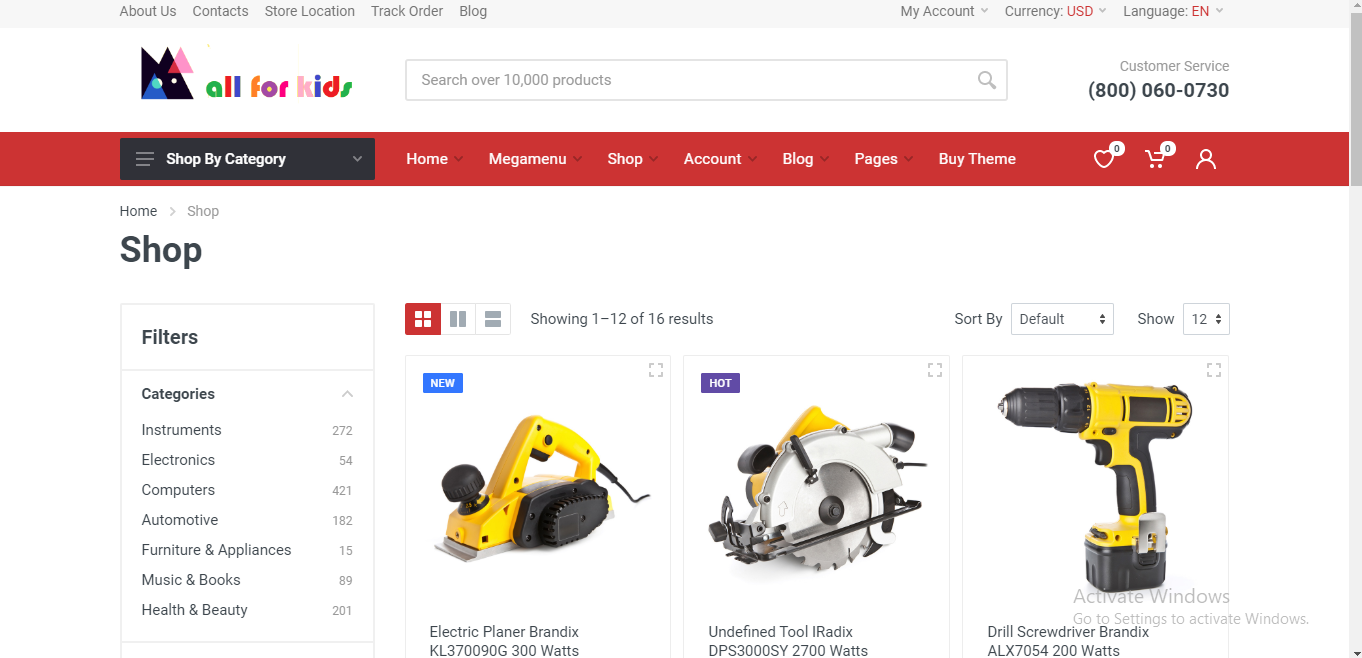 About Us Contacts Store Location Track Order Blog My Account Currency: USD Language: EN
all for kids
Search over 10,000 products
Customer Service
(800) 060-0730
Shop By Category Home Megamenu Shop Account Blog Pages Buy Theme 0 0
Home Shop
Shop
Filters
Categories
Instruments 272
Electronics 54
Computers 421
Automotive 182
Furniture & Appliances 15
Music & Books 89
Health & Beauty 201
Showing 1–12 of 16 results Sort By Default Show 12
NEW
Electric Planer Brandix
KL370090G 300 Watts
HOT
Undefined Tool IRadix
DPS3000SY 2700 Watts
Drill Screwdriver Brandix
ALX7054 200 Watts
Activate Windows
Go to Settings to activate Windows.